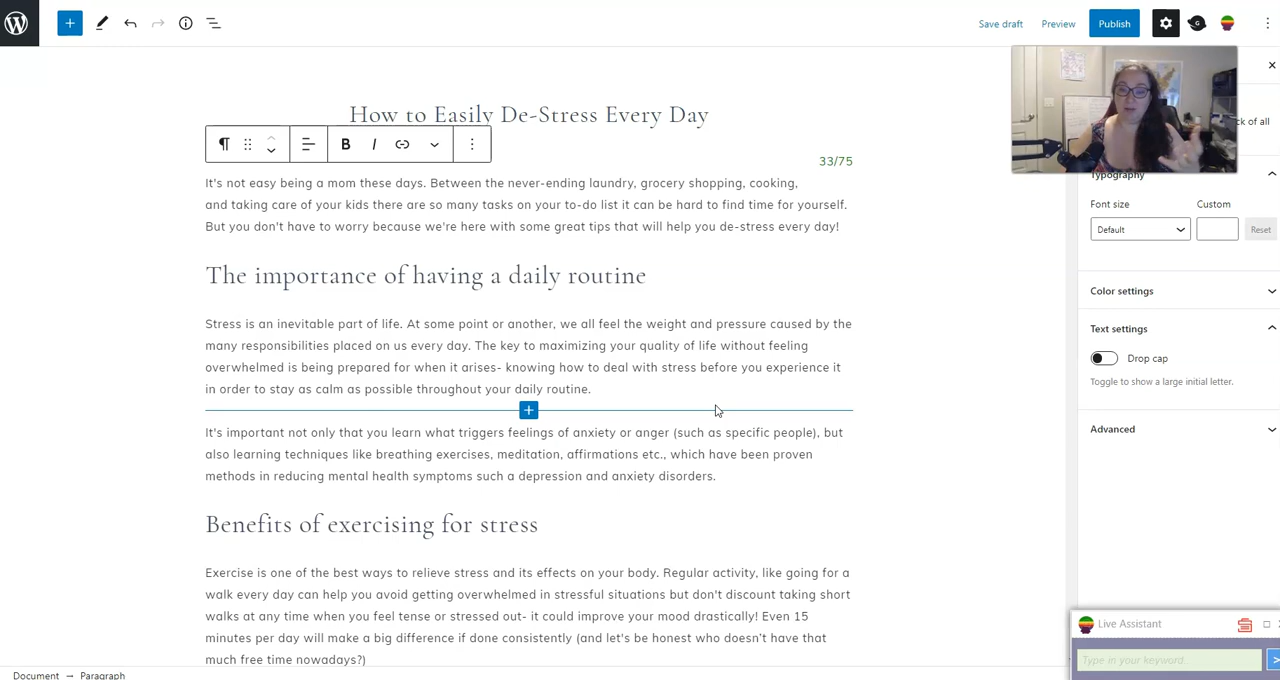 Save draft
Preview
Publish
How to Easily De-Stress Every Day
33/75
It's not easy being a mom these days. Between the never-ending laundry, grocery shopping, cooking,
and taking care of your kids there are so many tasks on your to-do list it can be hard to find time for yourself.
But you don't have to worry because we're here with some great tips that will help you de-stress every day!
The importance of having a daily routine
Stress is an inevitable part of life. At some point or another, we all feel the weight and pressure caused by the
many responsibilities placed on us every day. The key to maximizing your quality of life without feeling
overwhelmed is being prepared for when it arises- knowing how to deal with stress before you experience it
in order to stay as calm as possible throughout your daily routine.
It's important not only that you learn what triggers feelings of anxiety or anger (such as specific people), but
also learning techniques like breathing exercises, meditation, affirmations etc., which have been proven
methods in reducing mental health symptoms such a depression and anxiety disorders.
Benefits of exercising for stress
Exercise is one of the best ways to relieve stress and its effects on your body. Regular activity, like going for a
walk every day can help you avoid getting overwhelmed in stressful situations but don't discount taking short
walks at any time when you feel tense or stressed out- it could improve your mood drastically! Even 15
minutes per day will make a big difference if done consistently (and let's be honest who doesn't have that
much free time nowadays?)
Document → Paragraph
ck of all
Typography
Font size
Custom
Default
Reset
Color settings
Text settings
Drop cap
Toggle to show a large initial letter.
Advanced
Live Assistant
Type in your keyword..